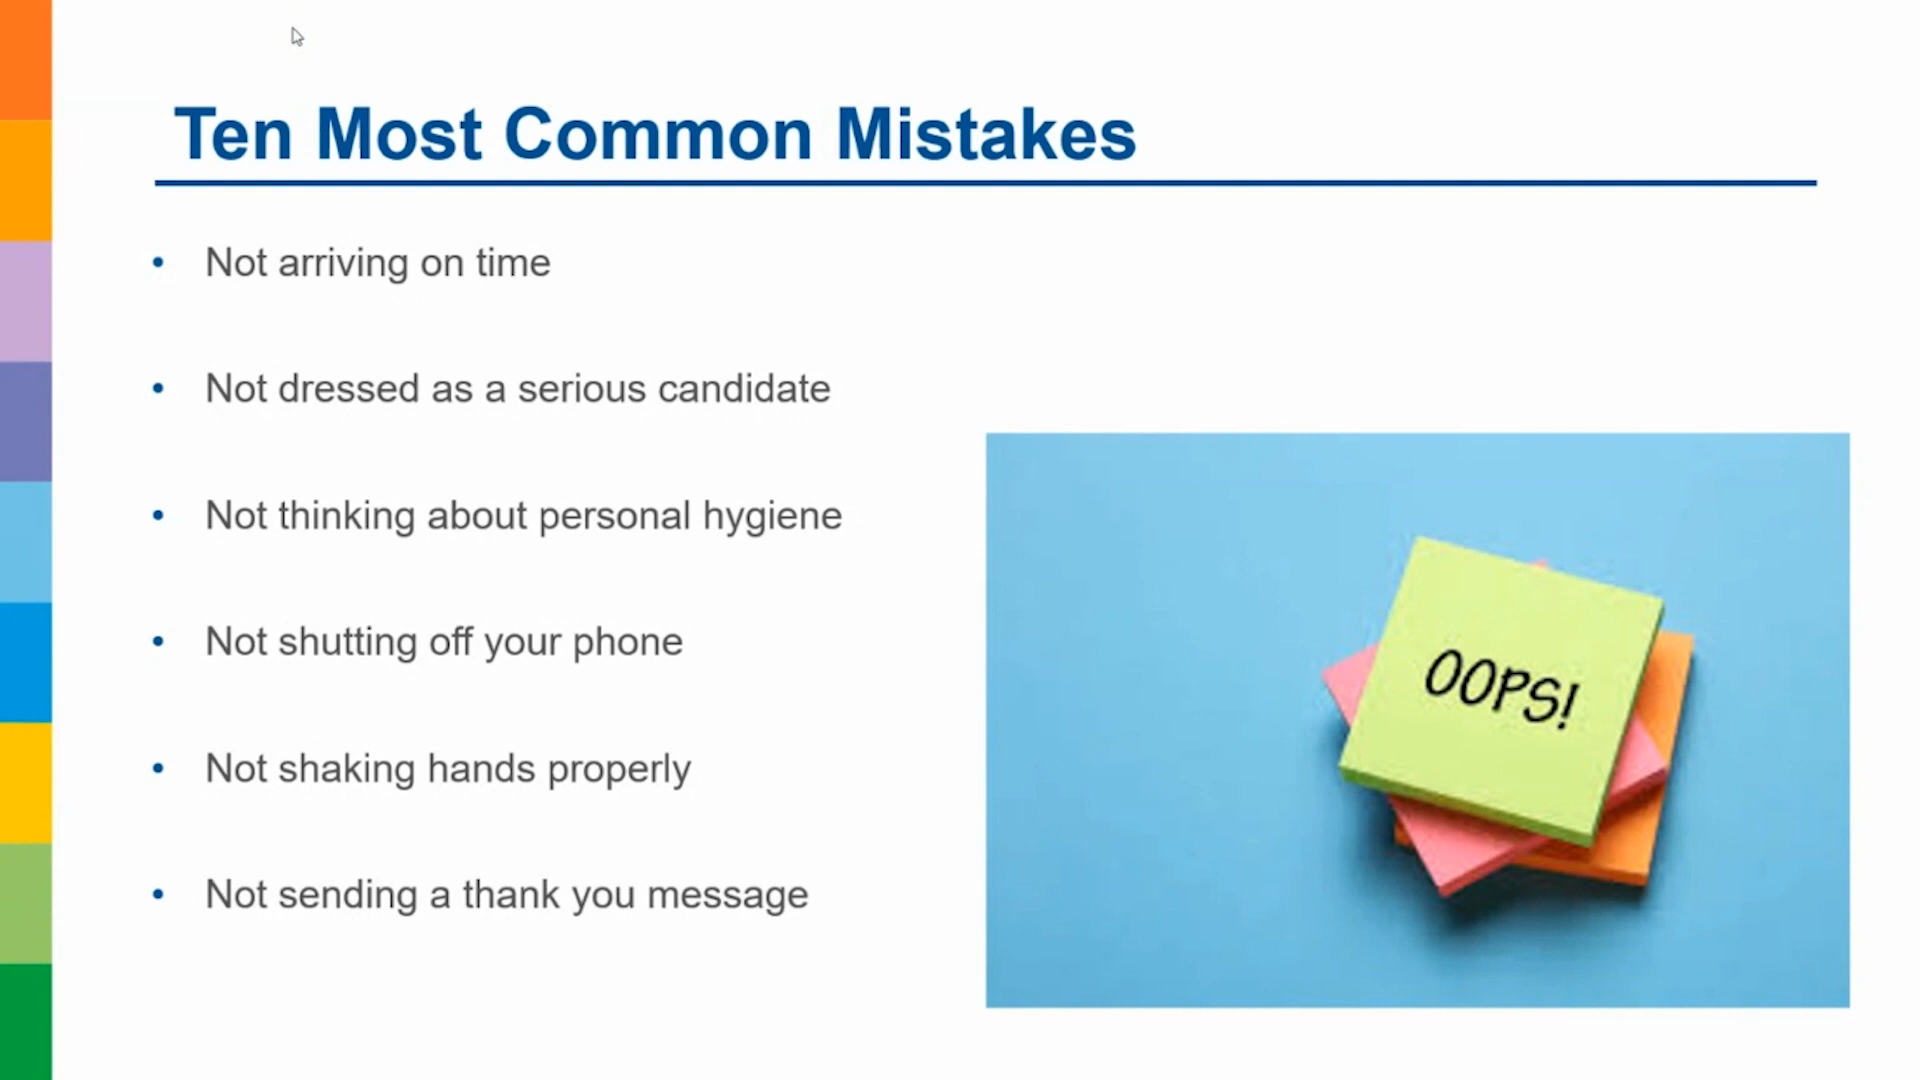 Ten Most Common Mistakes
• Not arriving on time
• Not dressed as a serious candidate
• Not thinking about personal hygiene
• Not shutting off your phone
• Not shaking hands properly
• Not sending a thank you message
OOPS!